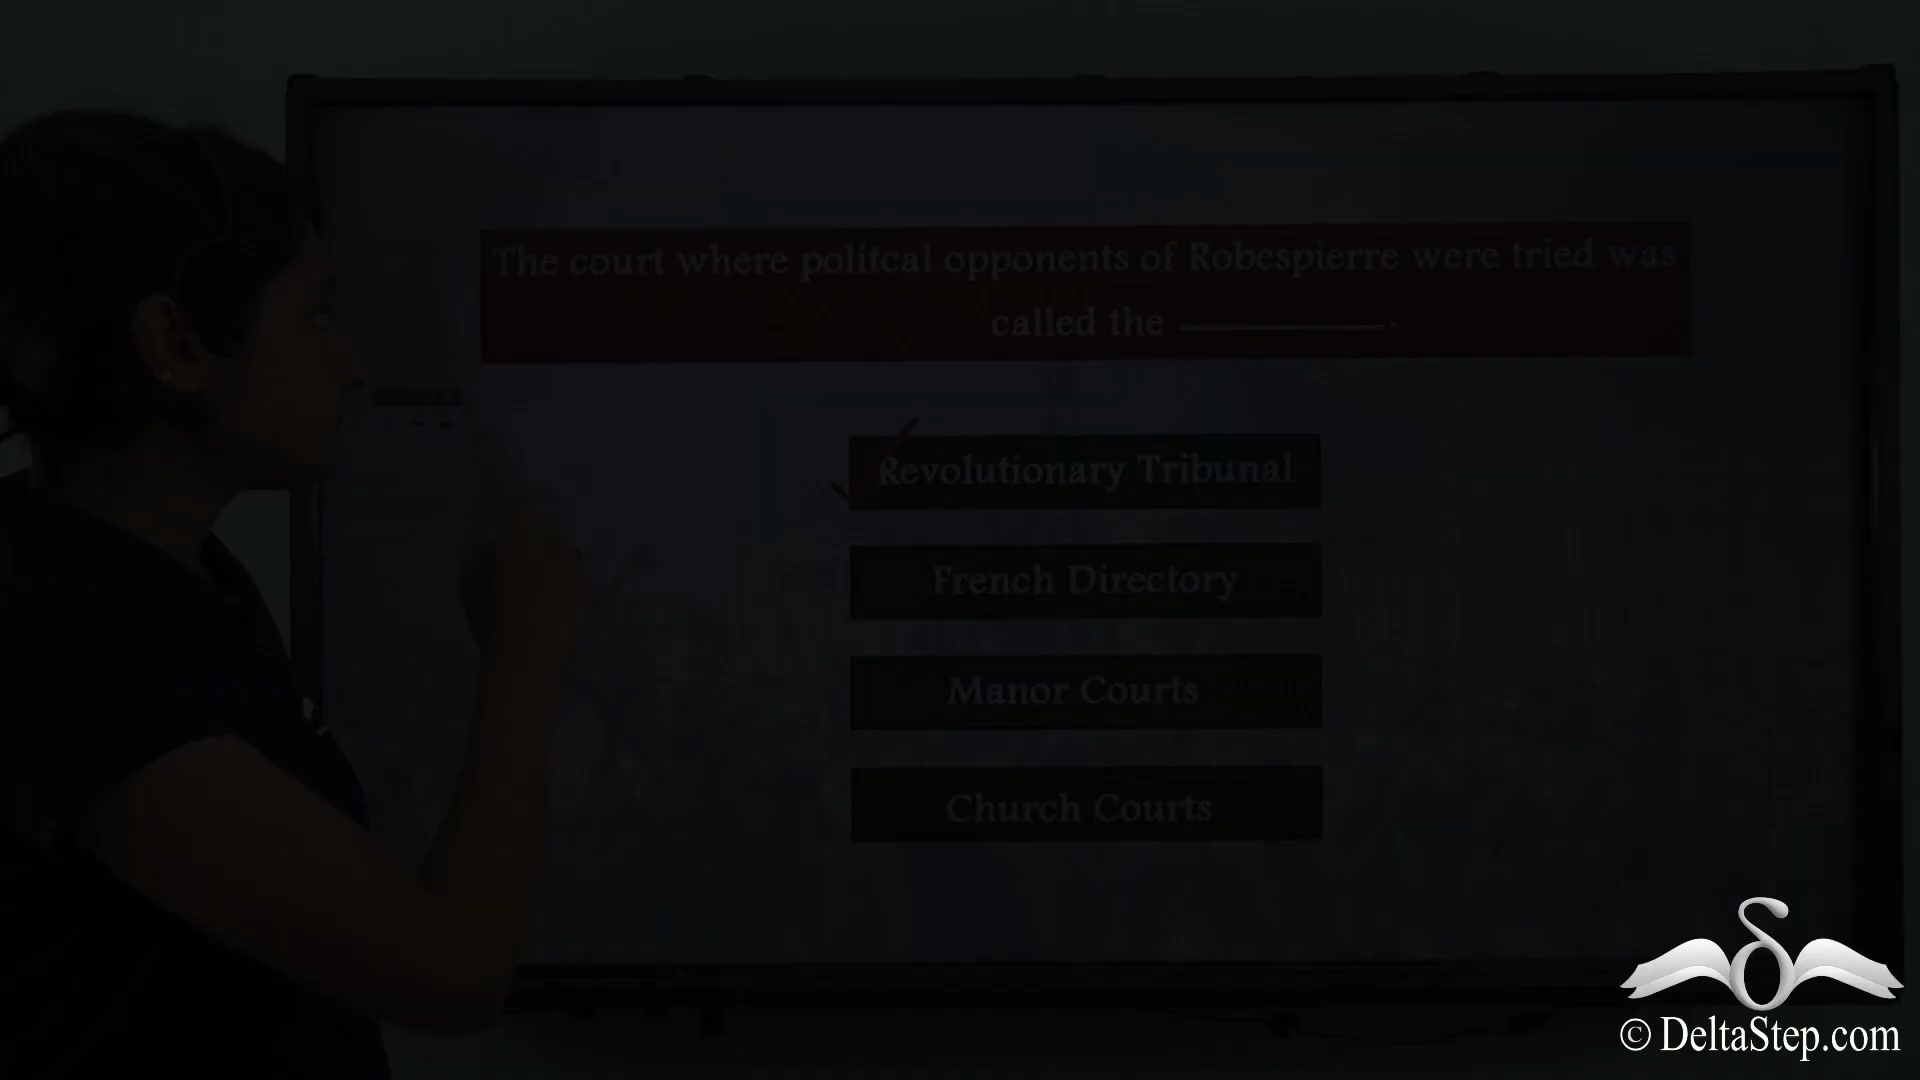 The court where politcal opponents of Robespierre were tried was
called the ____________.
Revolutionary Tribunal
French Directory
Manor Courts
Church Courts
© DeltaStep.com